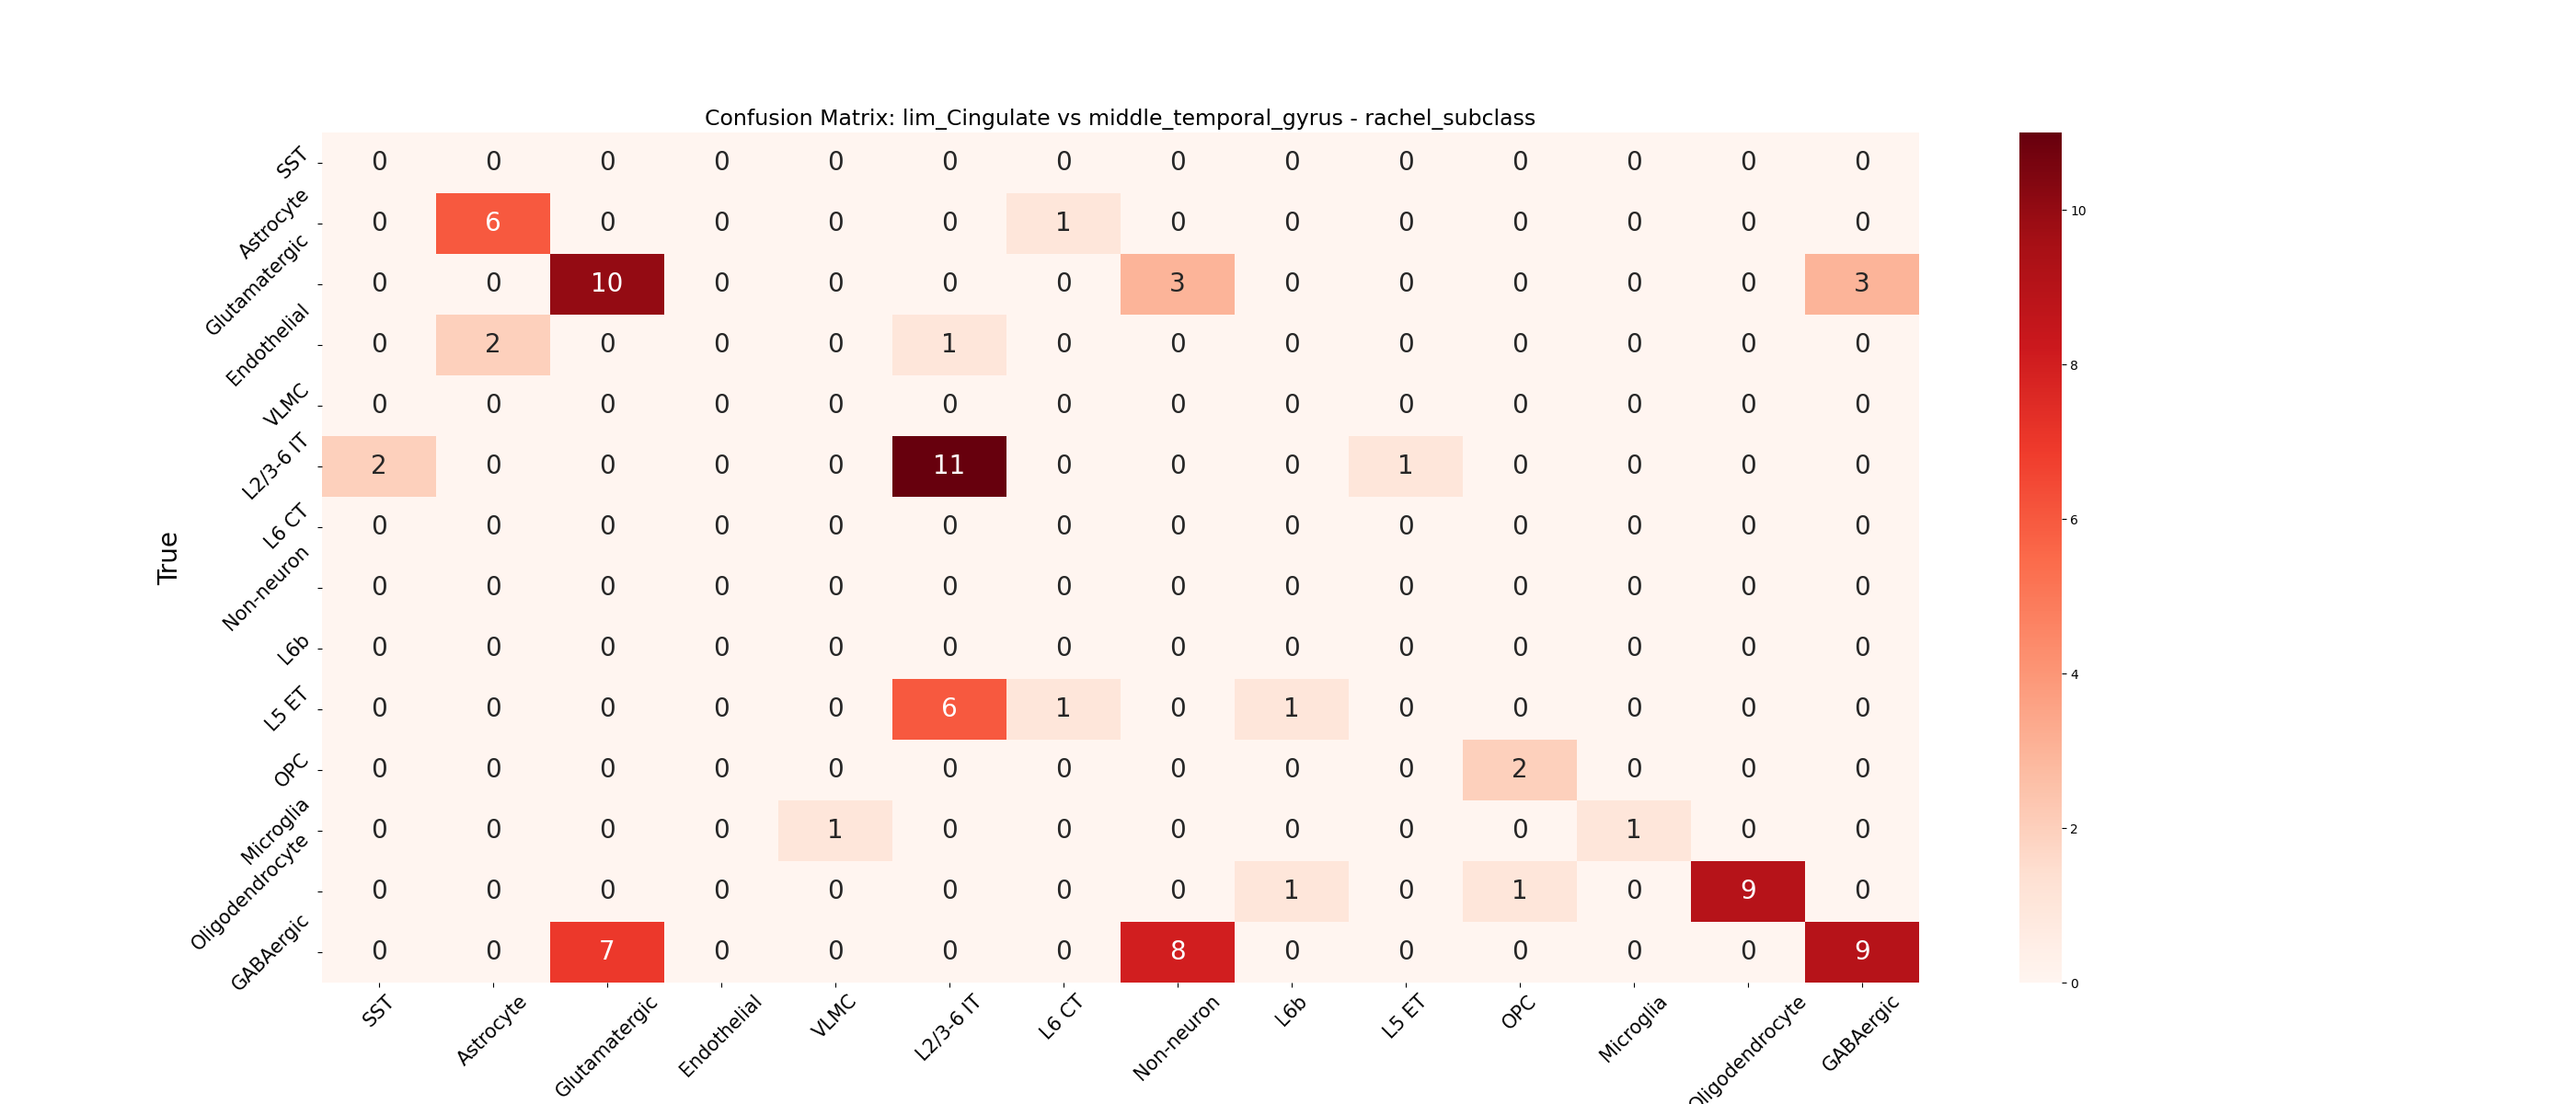 Confusion Matrix: lim_Cingulate vs middle_temporal_gyrus - rachel_subclass
True
SST 0 0 0 0 0 0 0 0 0 0 0 0 0 0
Astrocyte 0 6 0 0 0 0 1 0 0 0 0 0 0 0
Glutamatergic 0 0 10 0 0 0 0 3 0 0 0 0 0 3
Endothelial 0 2 0 0 0 1 0 0 0 0 0 0 0 0
VLMC 0 0 0 0 0 0 0 0 0 0 0 0 0 0
L2/3-6 IT 2 0 0 0 0 11 0 0 0 1 0 0 0 0
L6 CT 0 0 0 0 0 0 0 0 0 0 0 0 0 0
Non-neuron 0 0 0 0 0 0 0 0 0 0 0 0 0 0
L6b 0 0 0 0 0 0 0 0 0 0 0 0 0 0
L5 ET 0 0 0 0 0 6 1 0 1 0 0 0 0 0
OPC 0 0 0 0 0 0 0 0 0 0 2 0 0 0
Microglia 0 0 0 0 1 0 0 0 0 0 0 1 0 0
Oligodendrocyte 0 0 0 0 0 0 0 0 1 0 1 0 9 0
GABAergic 0 0 7 0 0 0 0 8 0 0 0 0 0 9
SST Astrocyte Glutamatergic Endothelial VLMC L2/3-6 IT L6 CT Non-neuron L6b L5 ET OPC Microglia Oligodendrocyte GABAergic
10
8
6
4
2
0